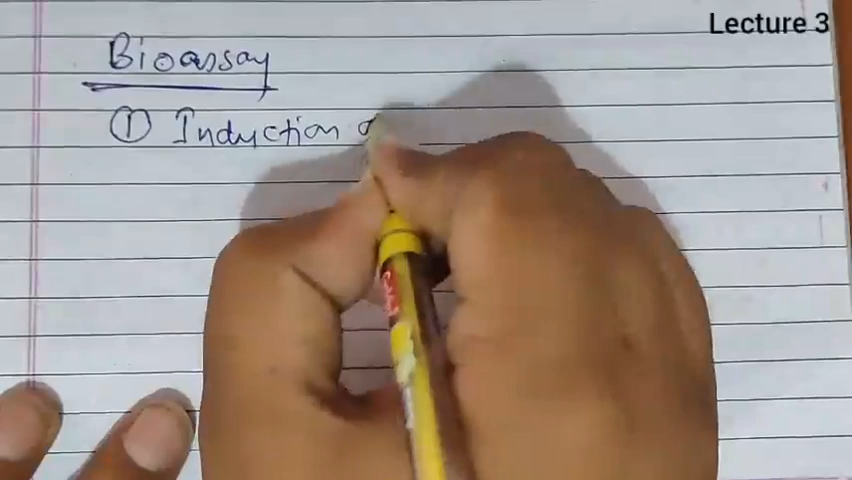 Lecture 3
Bioassay
① Induction